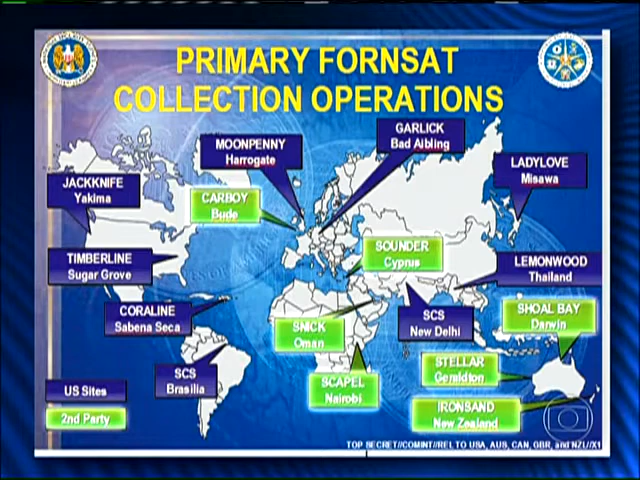 PRIMARY FORNSAT
COLLECTION OPERATIONS
GARLICK
Bad Aibling
MOONPENNY
Harrogate
LADYLOVE
Misawa
JACKKNIFE
Yakima
CARBOY
Bude
SOUNDER
Cyprus
TIMBERLINE
Sugar Grove
LEMONWOOD
Thailand
CORALINE
Sabena Seca
SHOAL BAY
Darwin
SNICK
Oman
SCS
New Delhi
SCS
Brasilia
STELLAR
Geraldton
SCAPEL
Nairobi
US Sites
IRONSAND
New Zealand
2nd Party
TOP SECRET//COMINT//REL TO USA, AUS, CAN, GBR, and NZL//X1